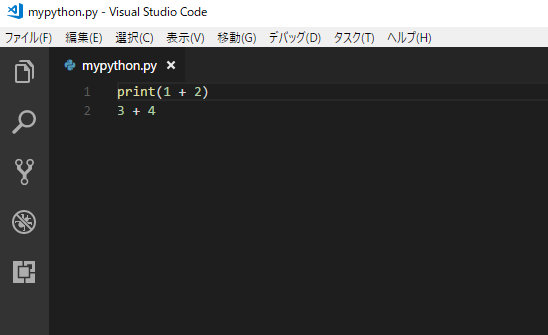 mypython.py - Visual Studio Code
ファイル(F) 編集(E) 選択(C) 表示(V) 移動(G) デバッグ(D) タスク(T) ヘルプ(H)
mypython.py
1 print(1 + 2)
2 3 + 4